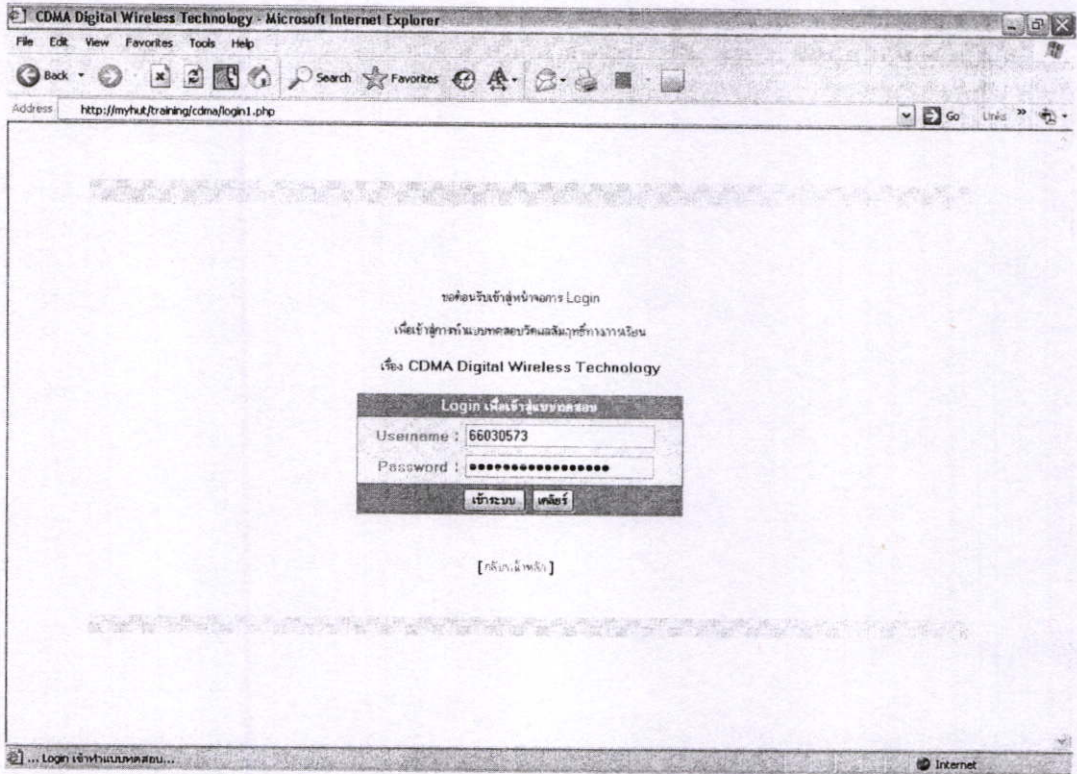 CDMA Digital Wireless Technology - Microsoft Internet Explorer
File Edit View Favorites Tools Help
Back Search Favorites
Address http://myhut/training/cdma/login1.php Go Links »
ขอต้อนรับเข้าสู่หน้าจอการ Login
เพื่อเข้าสู่การทำแบบทดสอบวัดผลสัมฤทธิ์ทางการเรียน
เรื่อง CDMA Digital Wireless Technology
Login เพื่อเข้าสู่แบบทดสอบ
Username : 66030573
Password : ●●●●●●●●●●●●●●●●●
เข้าระบบ เคลียร์
[กลับหน้าหลัก]
... Login เข้าทำแบบทดสอบ... Internet